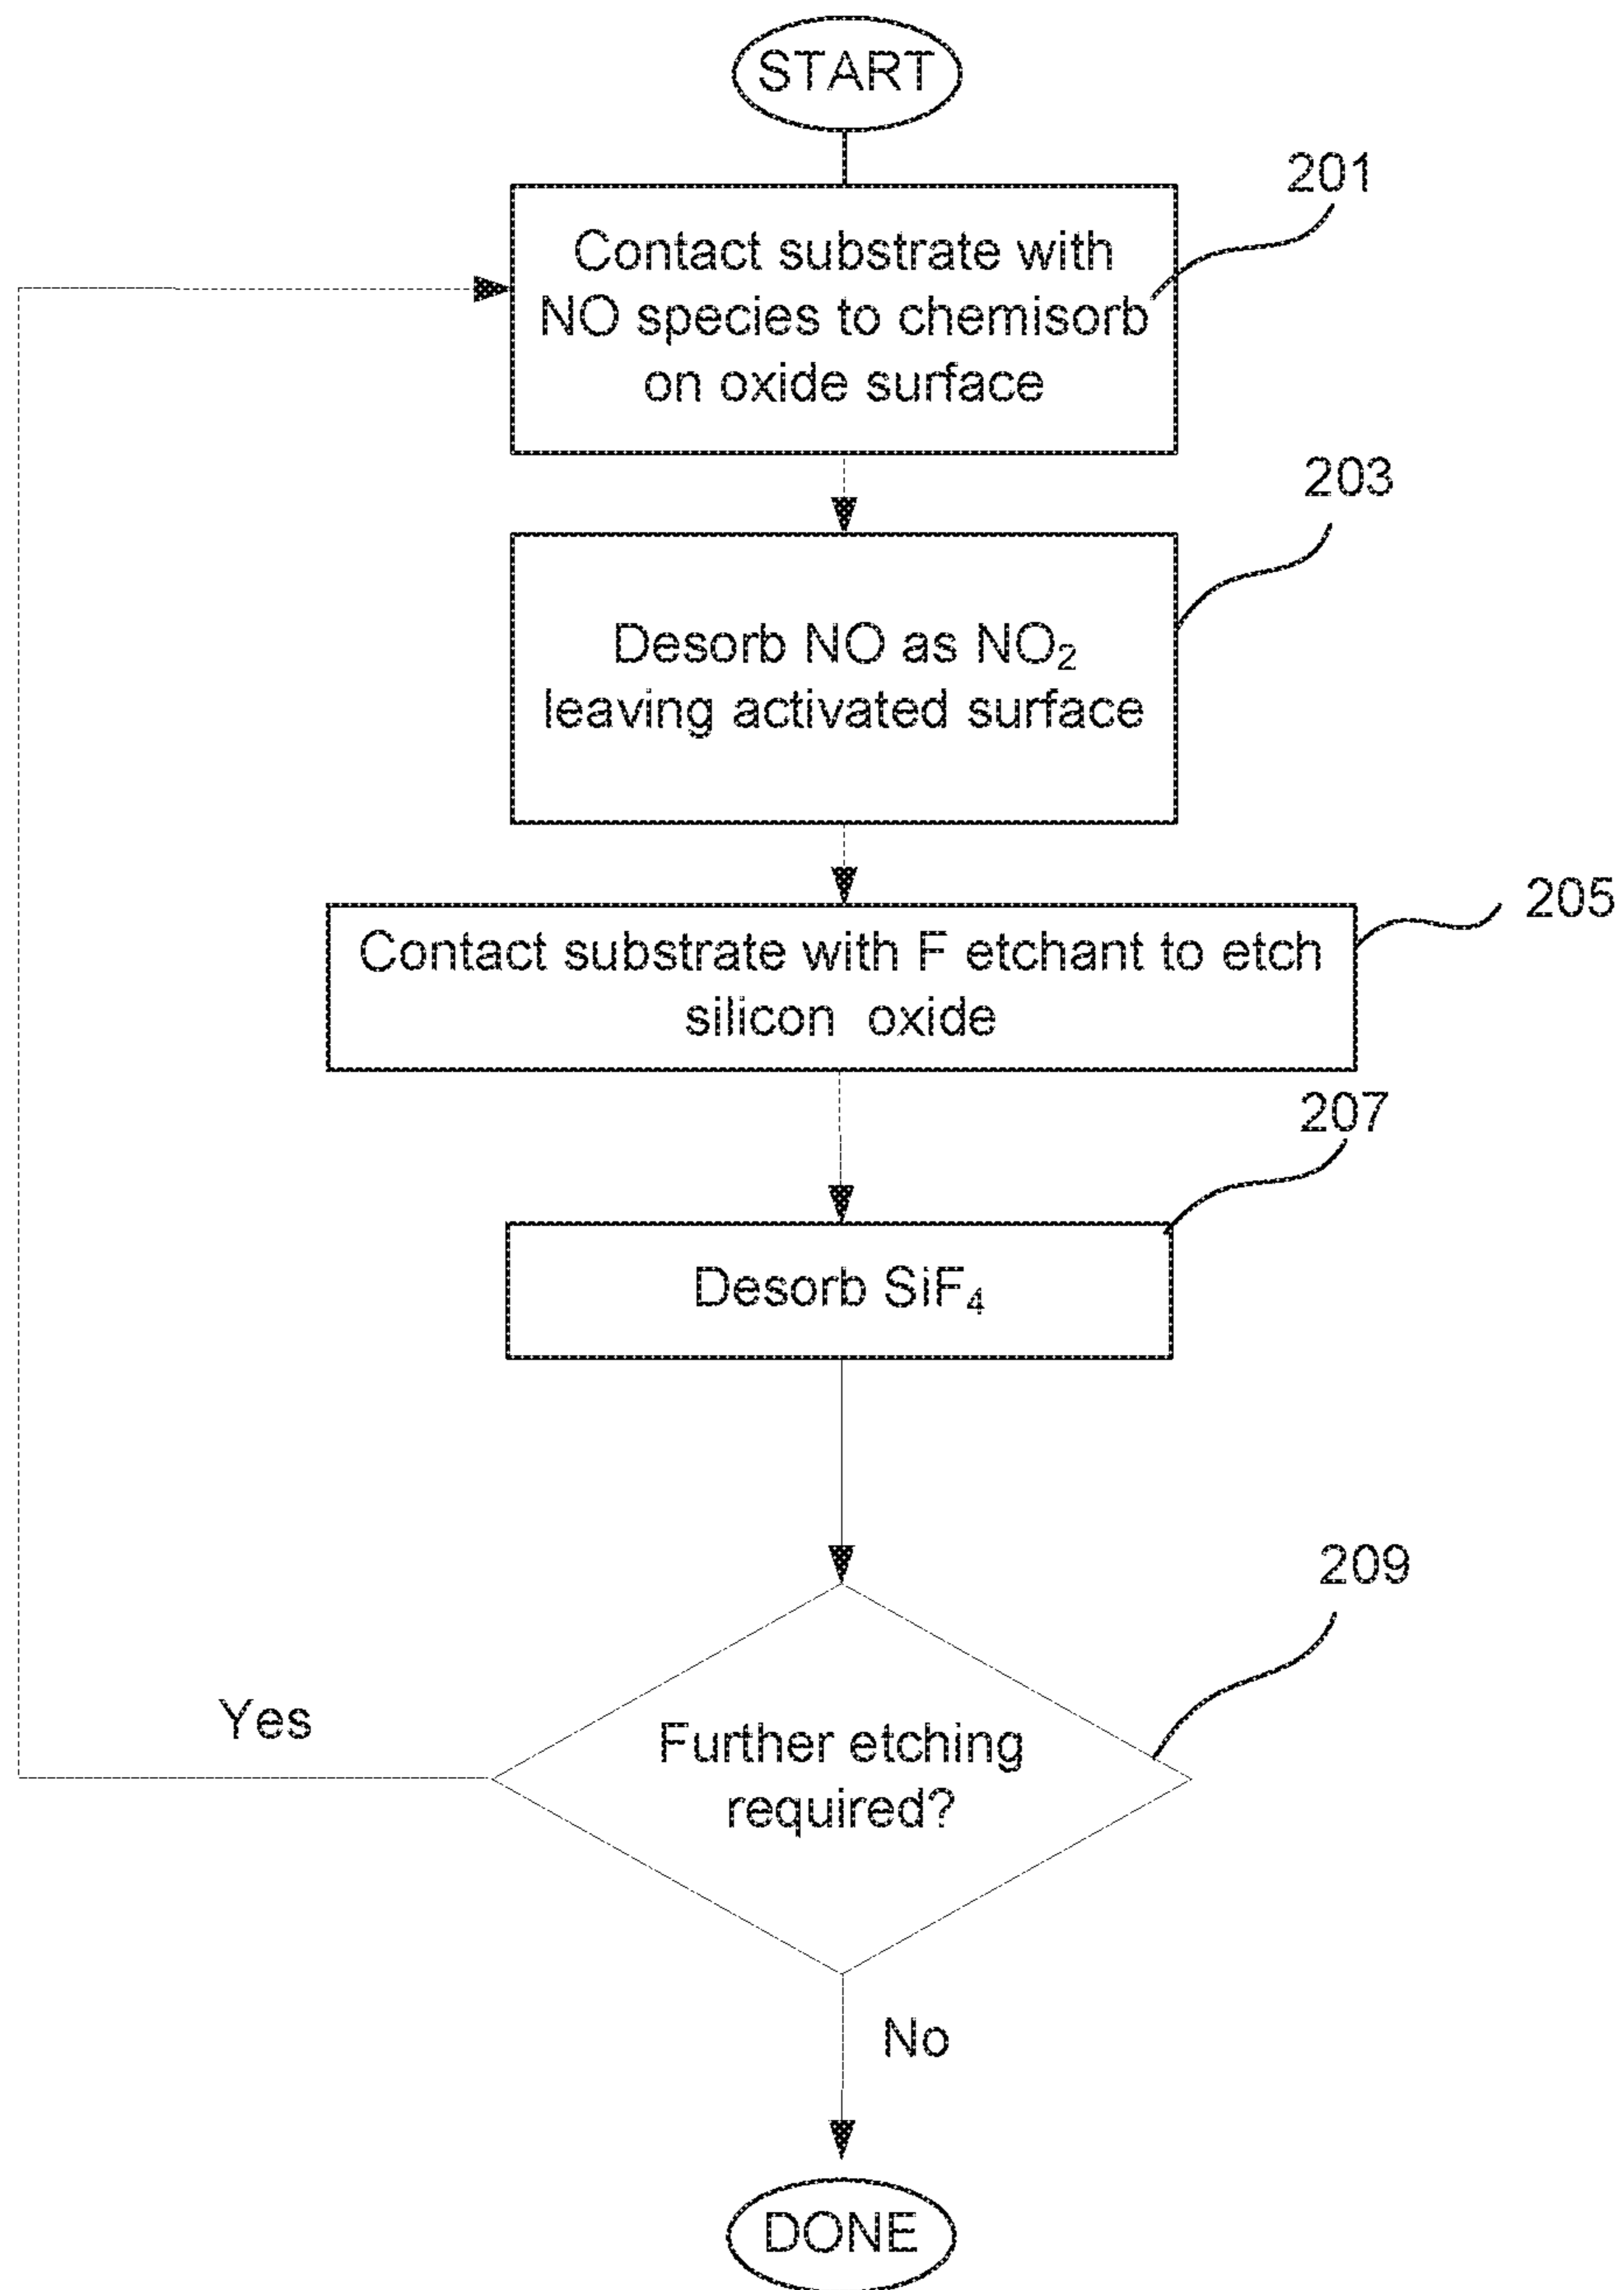 START
201
Contact substrate with
NO species to chemisorb
on oxide surface
203
Desorb NO as NO₂
leaving activated surface
205
Contact substrate with F etchant to etch
silicon oxide
207
Desorb SiF₄
209
Further etching
required?
Yes
No
DONE